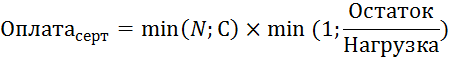 Оплата_серт = min(N; C) × min (1; Остаток/Нагрузка)